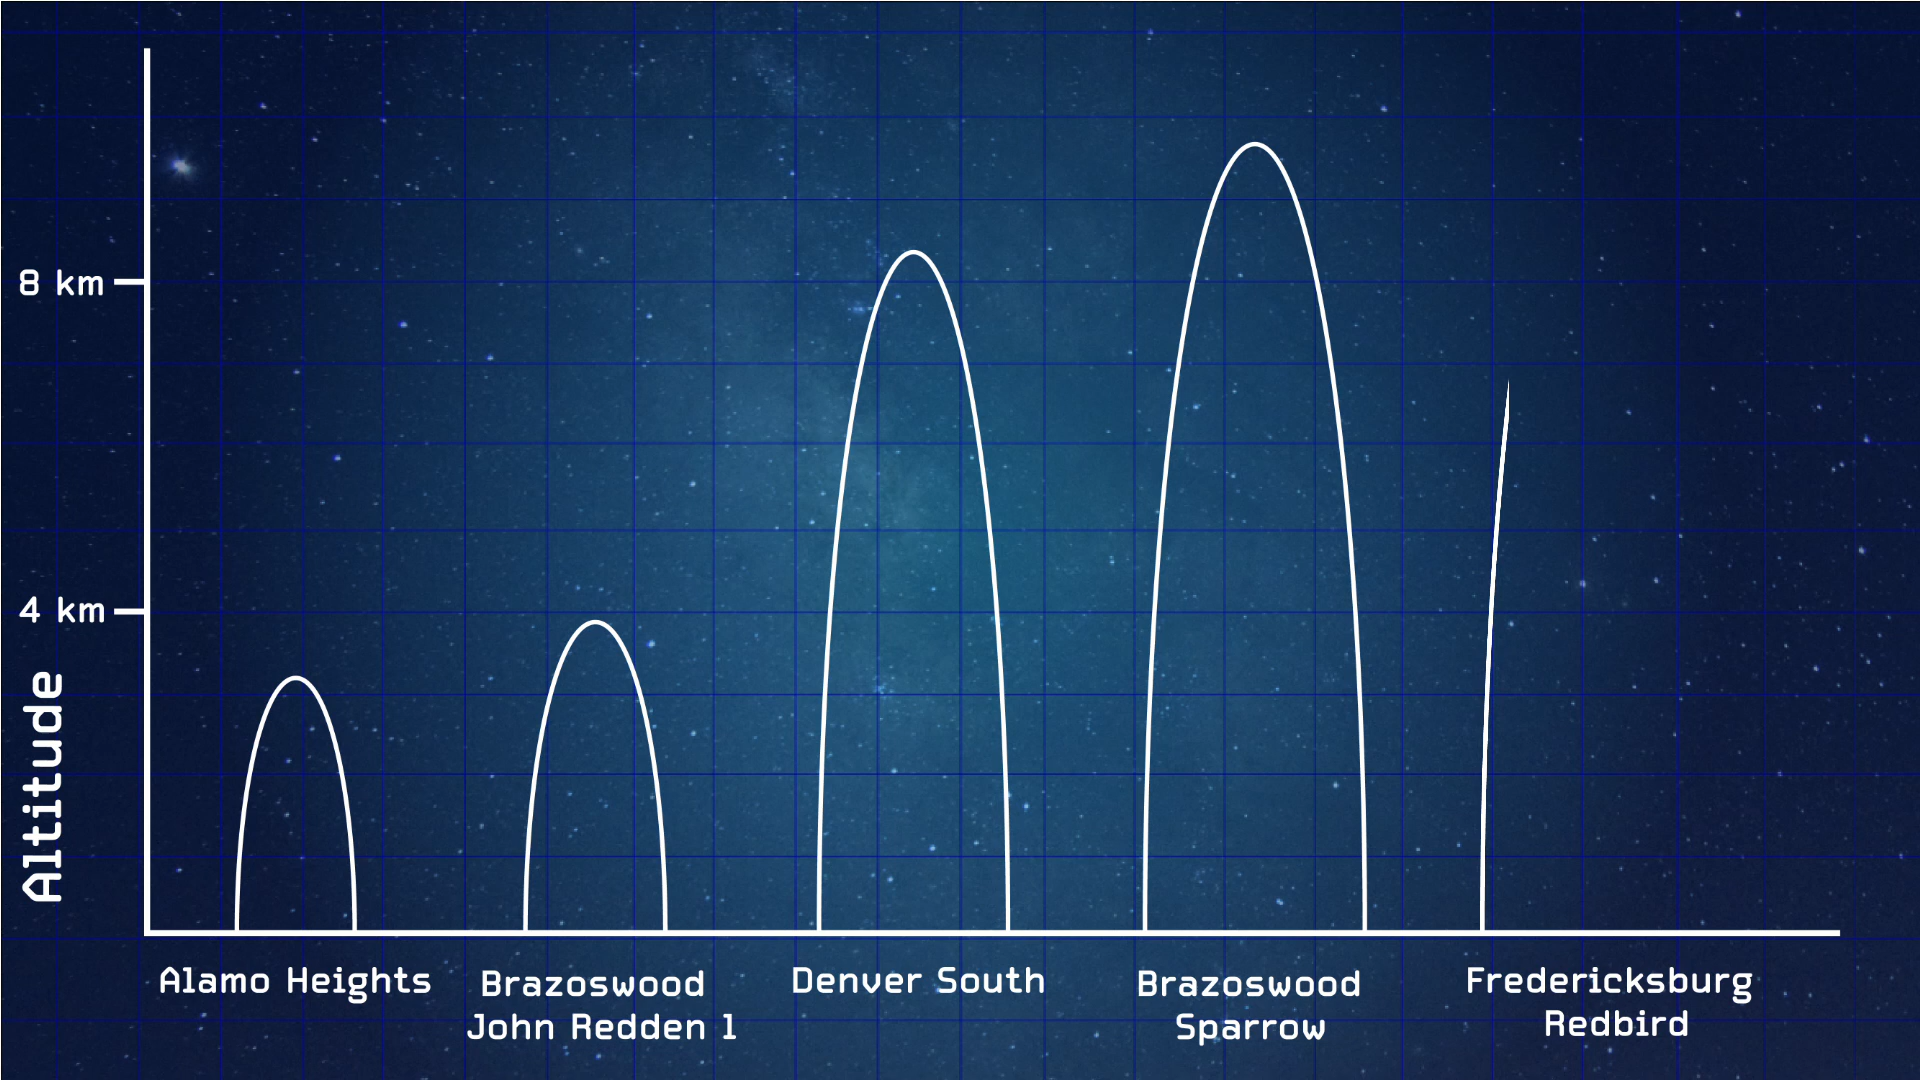 8 km
4 km
Altitude
Alamo Heights
Brazoswood
John Redden 1
Denver South
Brazoswood
Sparrow
Fredericksburg
Redbird